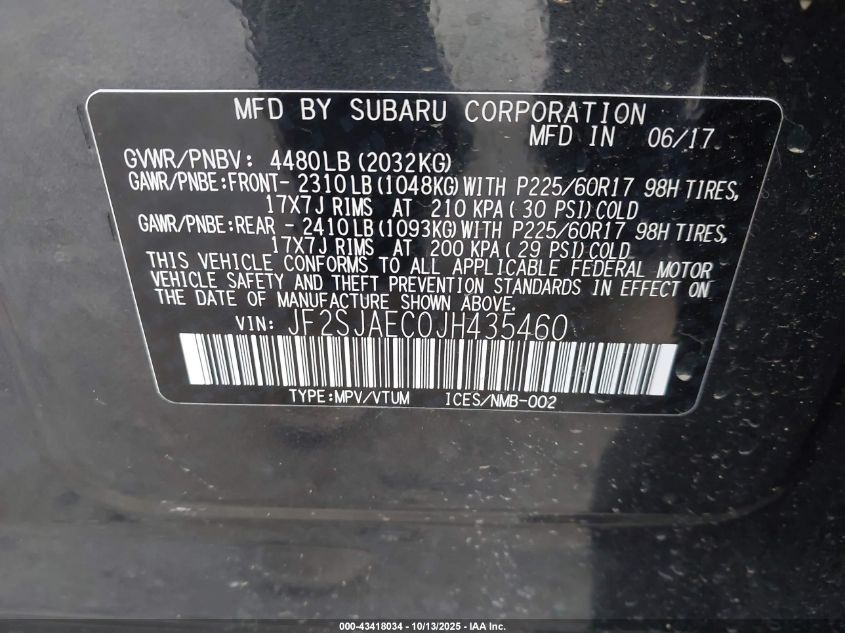 MFD BY SUBARU CORPORATION
MFD IN 06/17
GVWR/PNBV: 4480LB (2032KG)
GAWR/PNBE:FRONT- 2310LB (1048KG) WITH P225/60R17 98H TIRES,
17X7J RIMS AT 210 KPA ( 30 PSI) COLD
GAWR/PNBE:REAR - 2410LB (1093KG) WITH P225/60R17 98H TIRES,
17X7J RIMS AT 200 KPA ( 29 PSI) COLD
THIS VEHICLE CONFORMS TO ALL APPLICABLE FEDERAL MOTOR
VEHICLE SAFETY AND THEFT PREVENTION STANDARDS IN EFFECT ON
THE DATE OF MANUFACTURE SHOWN ABOVE.
VIN: JF2SJAEC0JH435460
TYPE:MPV/VTUM ICES/NMB-002
000-43418034 - 10/13/2025 - IAA Inc.